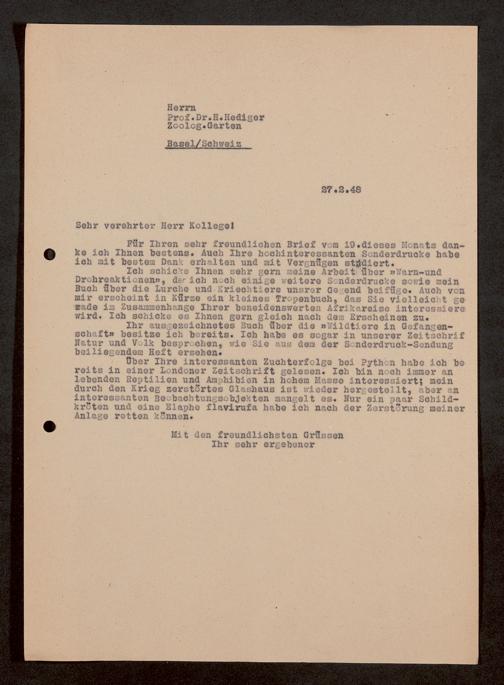 Herrn
Prof.Dr.H.Hediger
Zoolog.Garten
Basel/Schweiz
27.2.48
Sehr verehrter Herr Kollege!
Für Ihren sehr freundlichen Brief vom 19.dieses Monats dan-
ke ich Ihnen bestens. Auch Ihre hochinteressanten Sonderdrucke habe
ich mit bestem Dank erhalten und mit Vergnügen studiert.
Ich schicke Ihnen sehr gern meine Arbeit über »Warn-und
Drohreaktionen«, der ich noch einige weitere Sonderdrucke sowie mein
Buch über die Lurche und Kriechtiere unsrer Gegend beifüge. Auch von
mir erscheint in Kürze ein kleines Tropenbuch, das Sie vielleicht ge
rade im Zusammenhange Ihrer beneidenswerten Afrikareise interessiere
wird. Ich schicke es Ihnen gern gleich nach dem Erscheinen zu.
Ihr ausgezeichnetes Buch über die »Wildtiere in Gefangen-
schaft« besitze ich bereits. Ich habe es sogar in unserer Zeitschrif
Natur und Volk besprochen, wie Sie aus dem der Sonderdruck-Sendung
beiliegendem Heft ersehen.
Über Ihre interessanten Zuchterfolge bei Python habe ich be
reits in einer Londoner Zeitschrift gelesen. Ich bin noch immer an
lebenden Reptilien und Amphibien in hohem Masse interessiert; mein
durch den Krieg zerstörtes Glashaus ist wieder hergestellt, aber an
interessanten Beobachtungsobjekten mangelt es. Nur ein paar Schild-
kröten und eine Elaphe flavirufa habe ich nach der Zerstörung meiner
Anlage retten können.
Mit den freundlichsten Grüssen
Ihr sehr ergebener